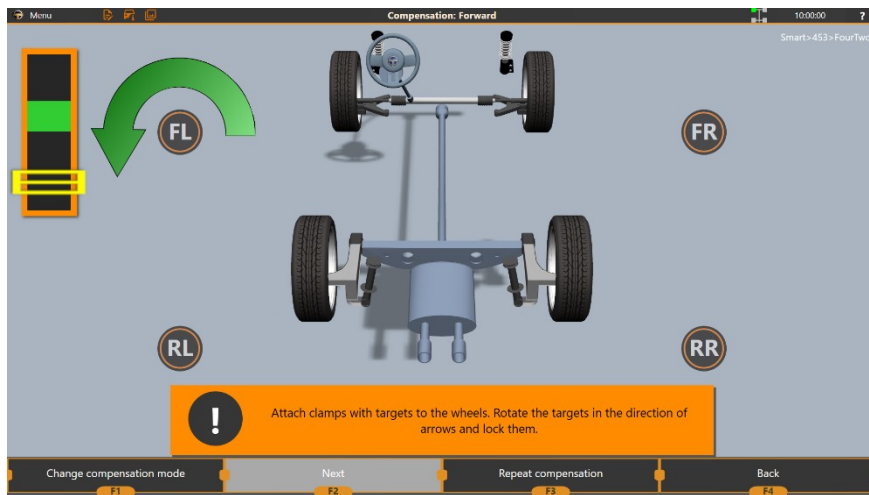 Menu
Compensation: Forward
10:00:00
?
Smart>453>FourTwo
FL
FR
RL
RR
!
Attach clamps with targets to the wheels. Rotate the targets in the direction of
arrows and lock them.
Change compensation mode
Next
Repeat compensation
Back
F1
F2
F3
F4